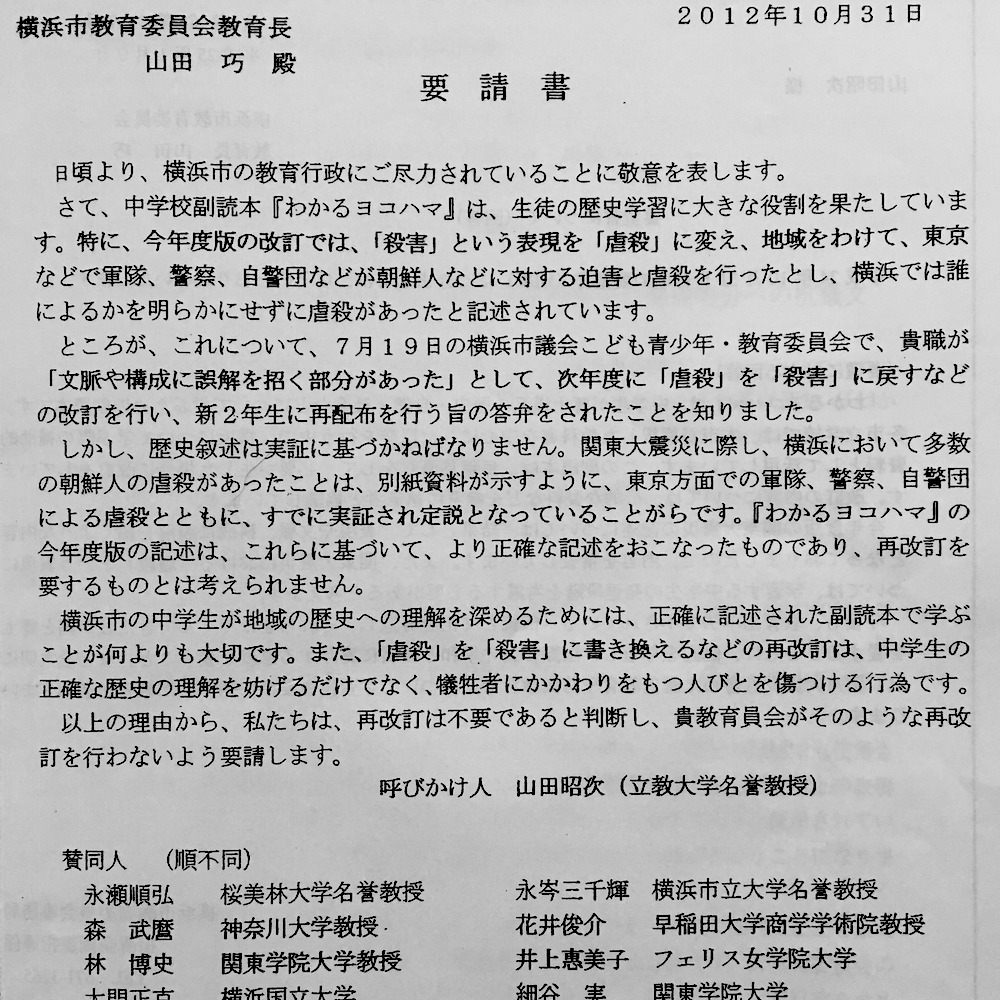 ２０１２年１０月３１日
横浜市教育委員会教育長
山田　巧　殿
要　請　書
日頃より、横浜市の教育行政にご尽力されていることに敬意を表します。
さて、中学校副読本『わかるヨコハマ』は、生徒の歴史学習に大きな役割を果たしていま
す。特に、今年度版の改訂では、「殺害」という表現を「虐殺」に変え、地域をわけて、東京
などで軍隊、警察、自警団などが朝鮮人などに対する迫害と虐殺を行ったとし、横浜では誰
によるかを明らかにせずに虐殺があったと記述されています。
ところが、これについて、７月１９日の横浜市議会こども青少年・教育委員会で、貴職が
「文脈や構成に誤解を招く部分があった」として、次年度に「虐殺」を「殺害」に戻すなど
の改訂を行い、新２年生に再配布を行う旨の答弁をされたことを知りました。
しかし、歴史叙述は実証に基づかねばなりません。関東大震災に際し、横浜において多数
の朝鮮人の虐殺があったことは、別紙資料が示すように、東京方面での軍隊、警察、自警団
による虐殺とともに、すでに実証され定説となっていることがらです。『わかるヨコハマ』の
今年度版の記述は、これらに基づいて、より正確な記述をおこなったものであり、再改訂を
要するものとは考えられません。
横浜市の中学生が地域の歴史への理解を深めるためには、正確に記述された副読本で学ぶ
ことが何よりも大切です。また、「虐殺」を「殺害」に書き換えるなどの再改訂は、中学生の
正確な歴史の理解を妨げるだけでなく、犠牲者にかかわりをもつ人びとを傷つける行為です。
以上の理由から、私たちは、再改訂は不要であると判断し、貴教育員会がそのような再改
訂を行わないよう要請します。
呼びかけ人　山田昭次（立教大学名誉教授）
賛同人　（順不同）
永瀬順弘　桜美林大学名誉教授　永岑三千輝　横浜市立大学名誉教授
森　武麿　神奈川大学教授　花井俊介　早稲田大学商学学術院教授
林　博史　関東学院大学教授　井上惠美子　フェリス女学院大学
大門正克　横浜国立大学　細谷　実　関東学院大学